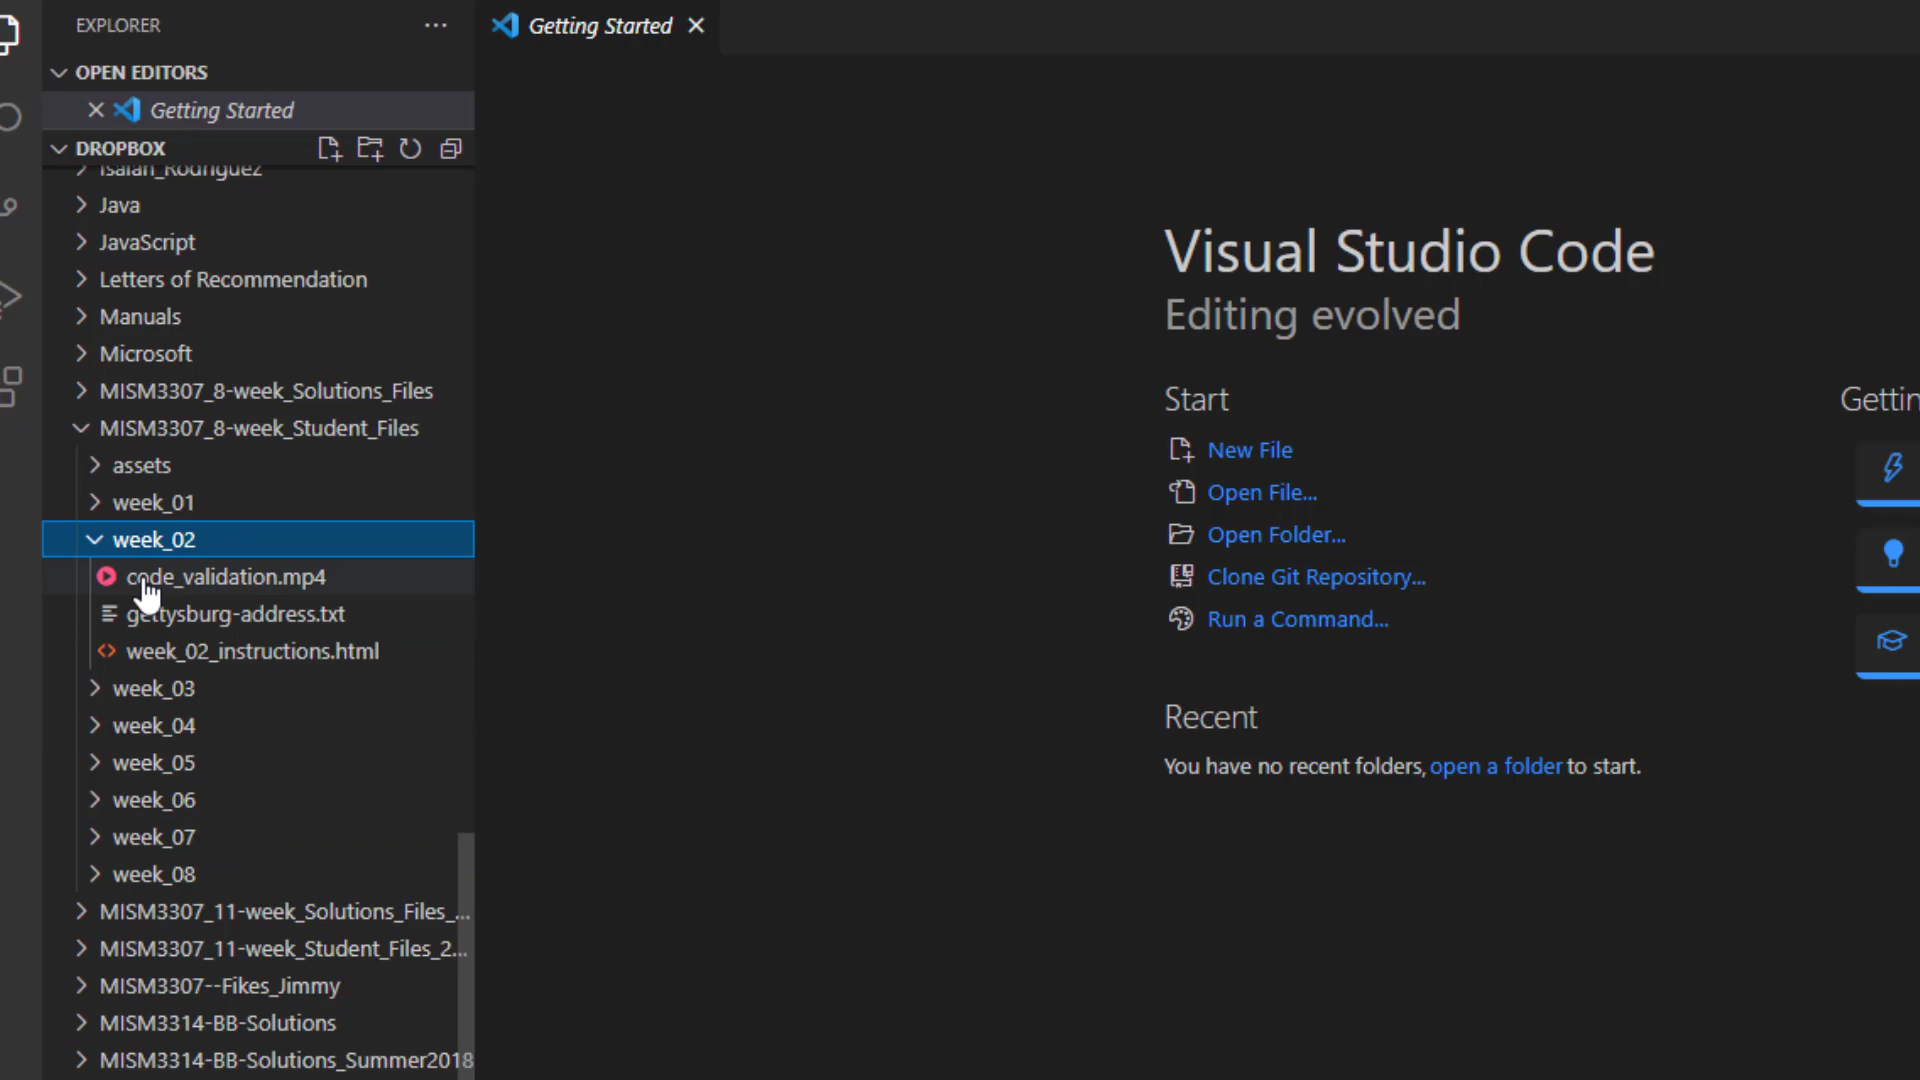 EXPLORER
Getting Started
OPEN EDITORS
Getting Started
DROPBOX
Isaiah_Rodriguez
Java
JavaScript
Letters of Recommendation
Manuals
Microsoft
MISM3307_8-week_Solutions_Files
MISM3307_8-week_Student_Files
assets
week_01
week_02
code_validation.mp4
gettysburg-address.txt
week_02_instructions.html
week_03
week_04
week_05
week_06
week_07
week_08
MISM3307_11-week_Solutions_Files_...
MISM3307_11-week_Student_Files_2...
MISM3307--Fikes_Jimmy
MISM3314-BB-Solutions
MISM3314-BB-Solutions_Summer2018
Visual Studio Code
Editing evolved
Start
New File
Open File...
Open Folder...
Clone Git Repository...
Run a Command...
Recent
You have no recent folders, open a folder to start.
Gettin